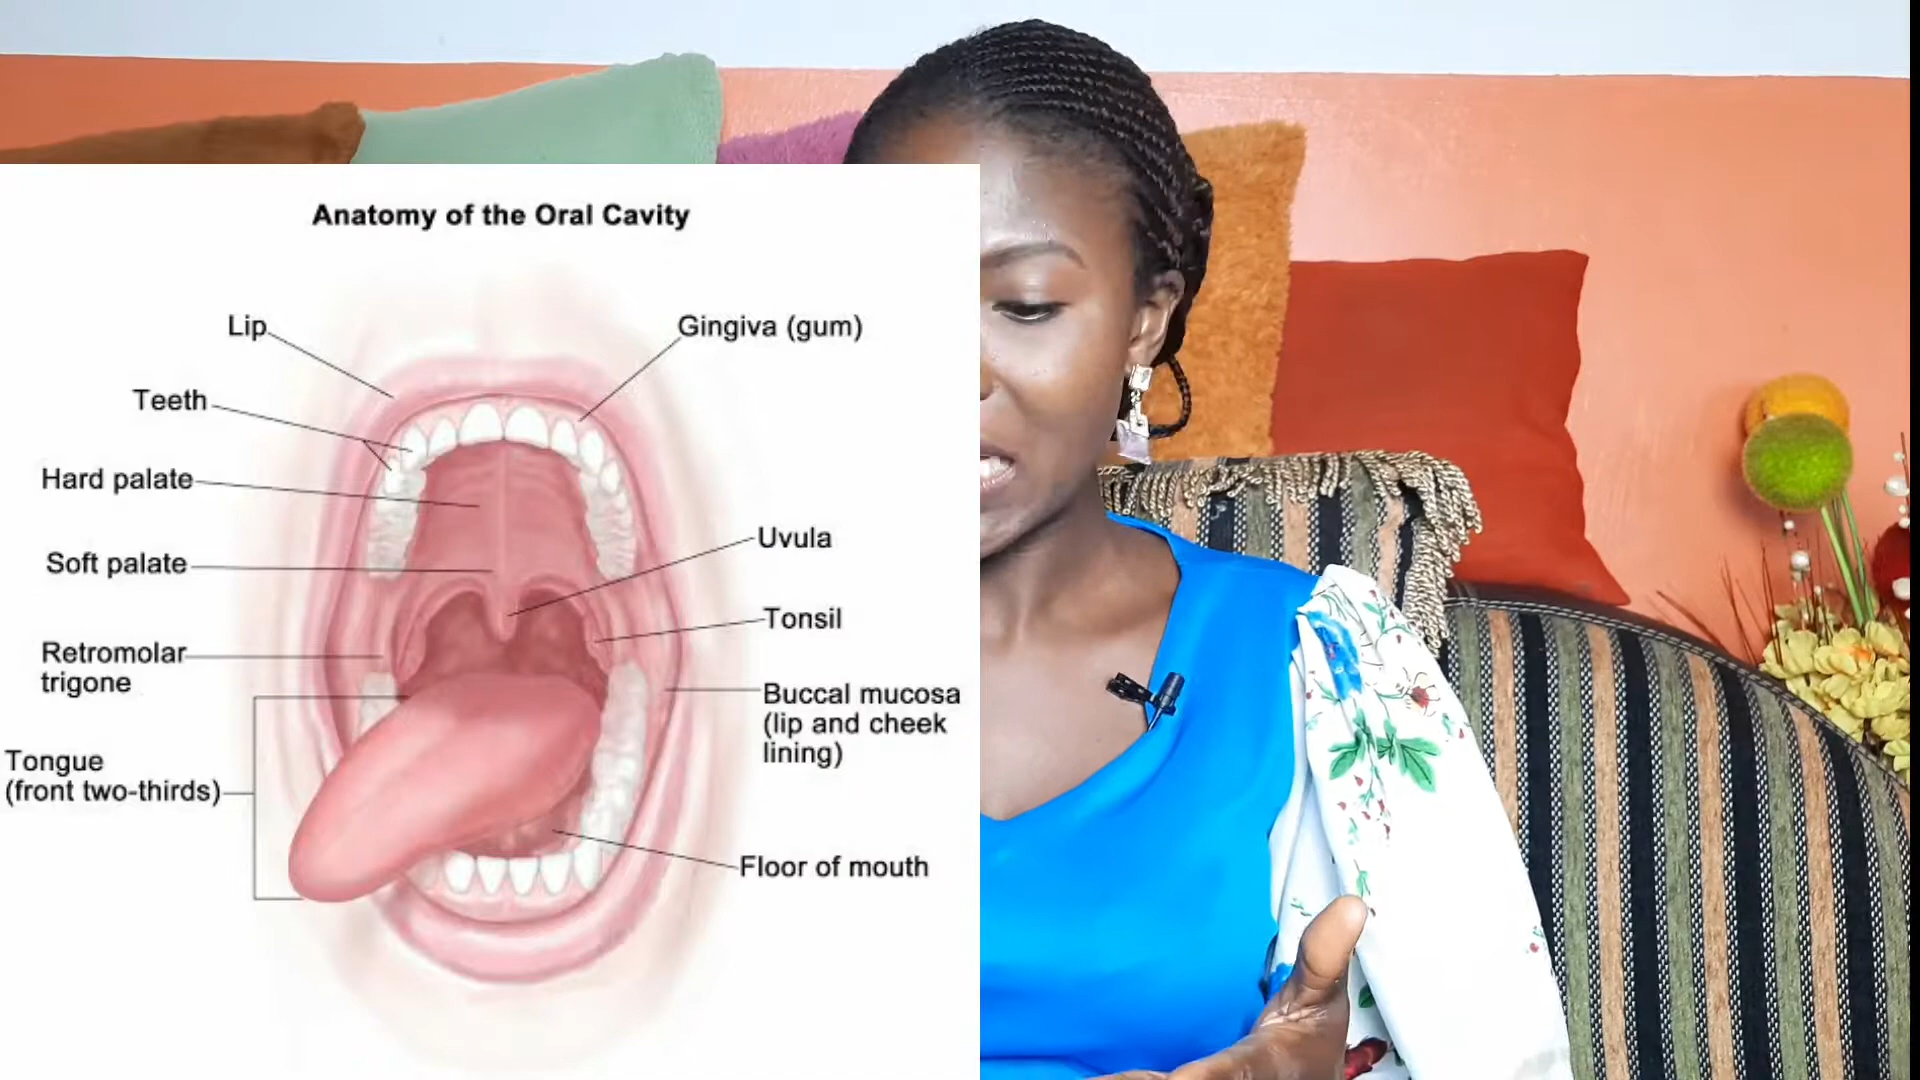 Anatomy of the Oral Cavity
Lip
Gingiva (gum)
Teeth
Hard palate
Uvula
Soft palate
Tonsil
Retromolar
trigone
Buccal mucosa
(lip and cheek
lining)
Tongue
(front two-thirds)
Floor of mouth